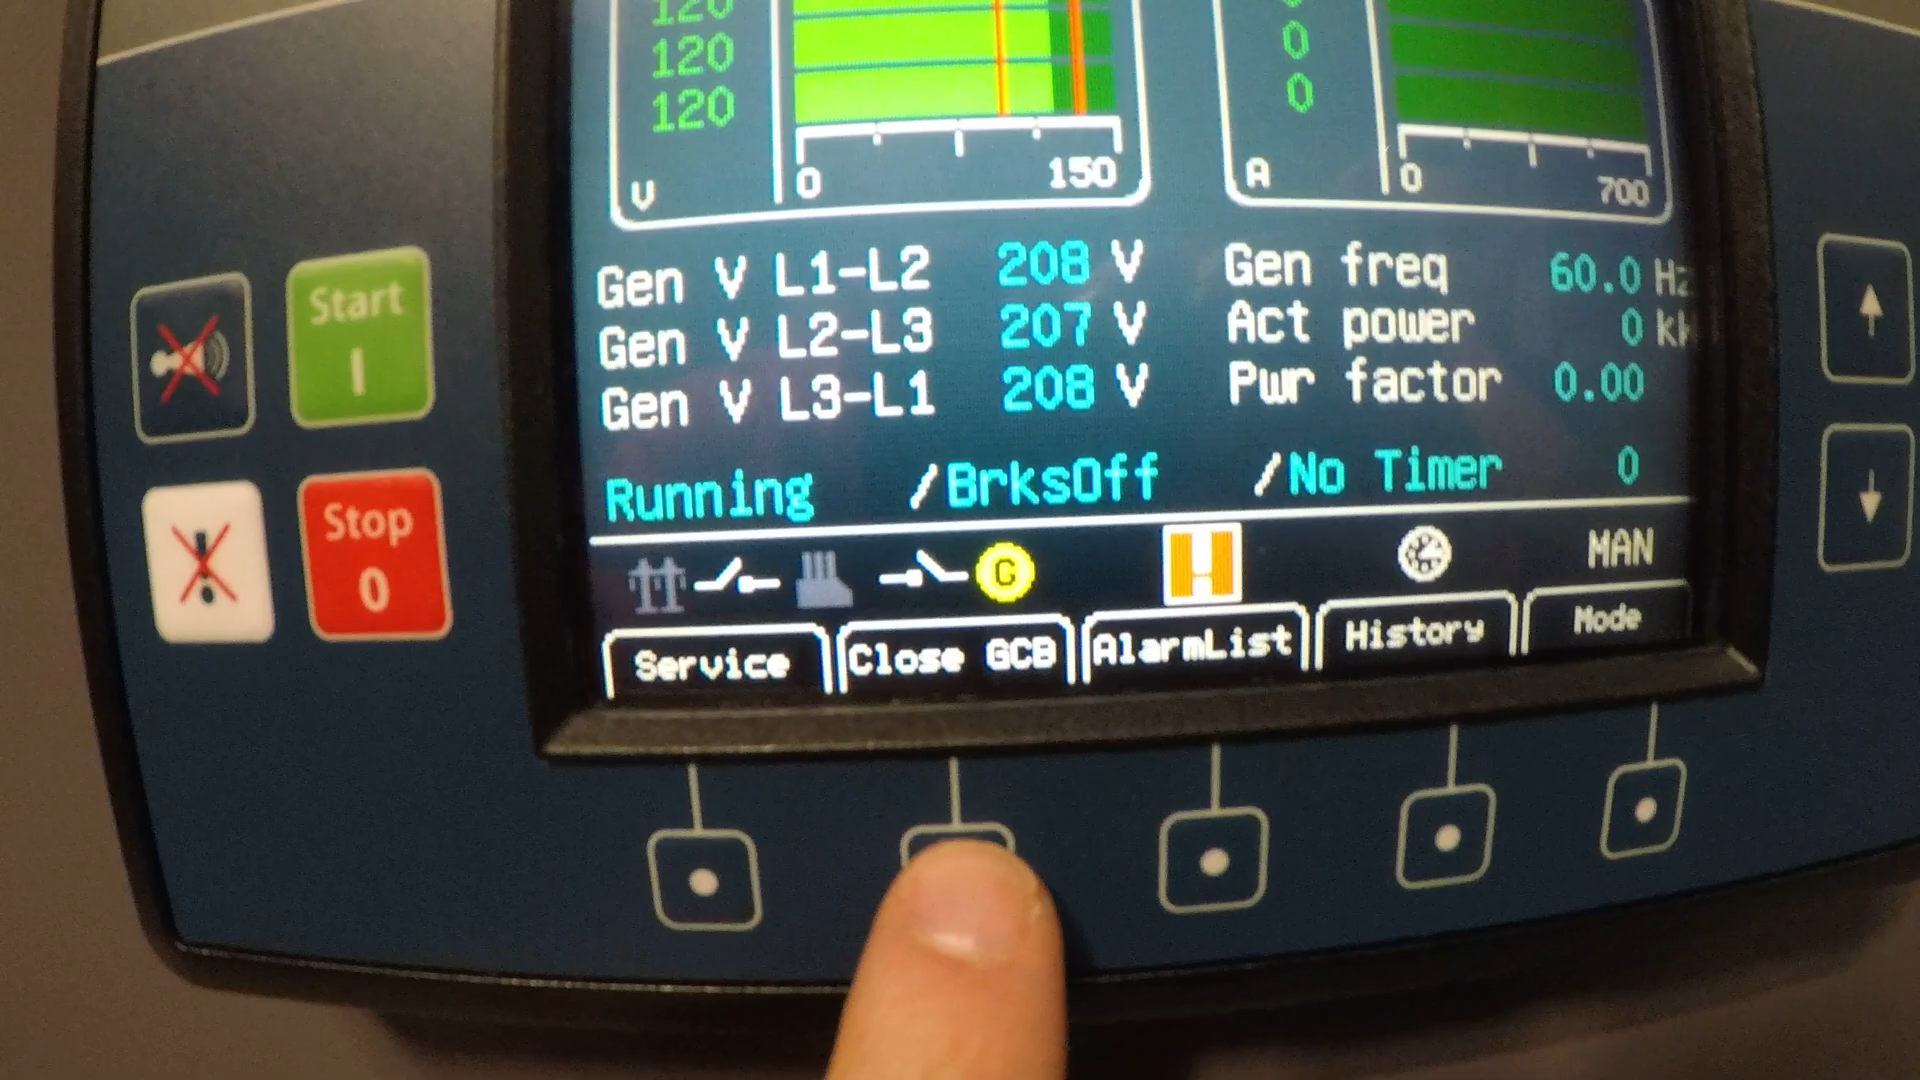 120
120
120
V 0 150
0
0
A 0 700
Gen V L1-L2 208 V Gen freq 60.0 Hz
Gen V L2-L3 207 V Act power 0
Gen V L3-L1 208 V Pwr factor 0.00
Running /BrksOff /No Timer 0
G MAN
Service Close GCB AlarmList History Mode
Start
I
Stop
0